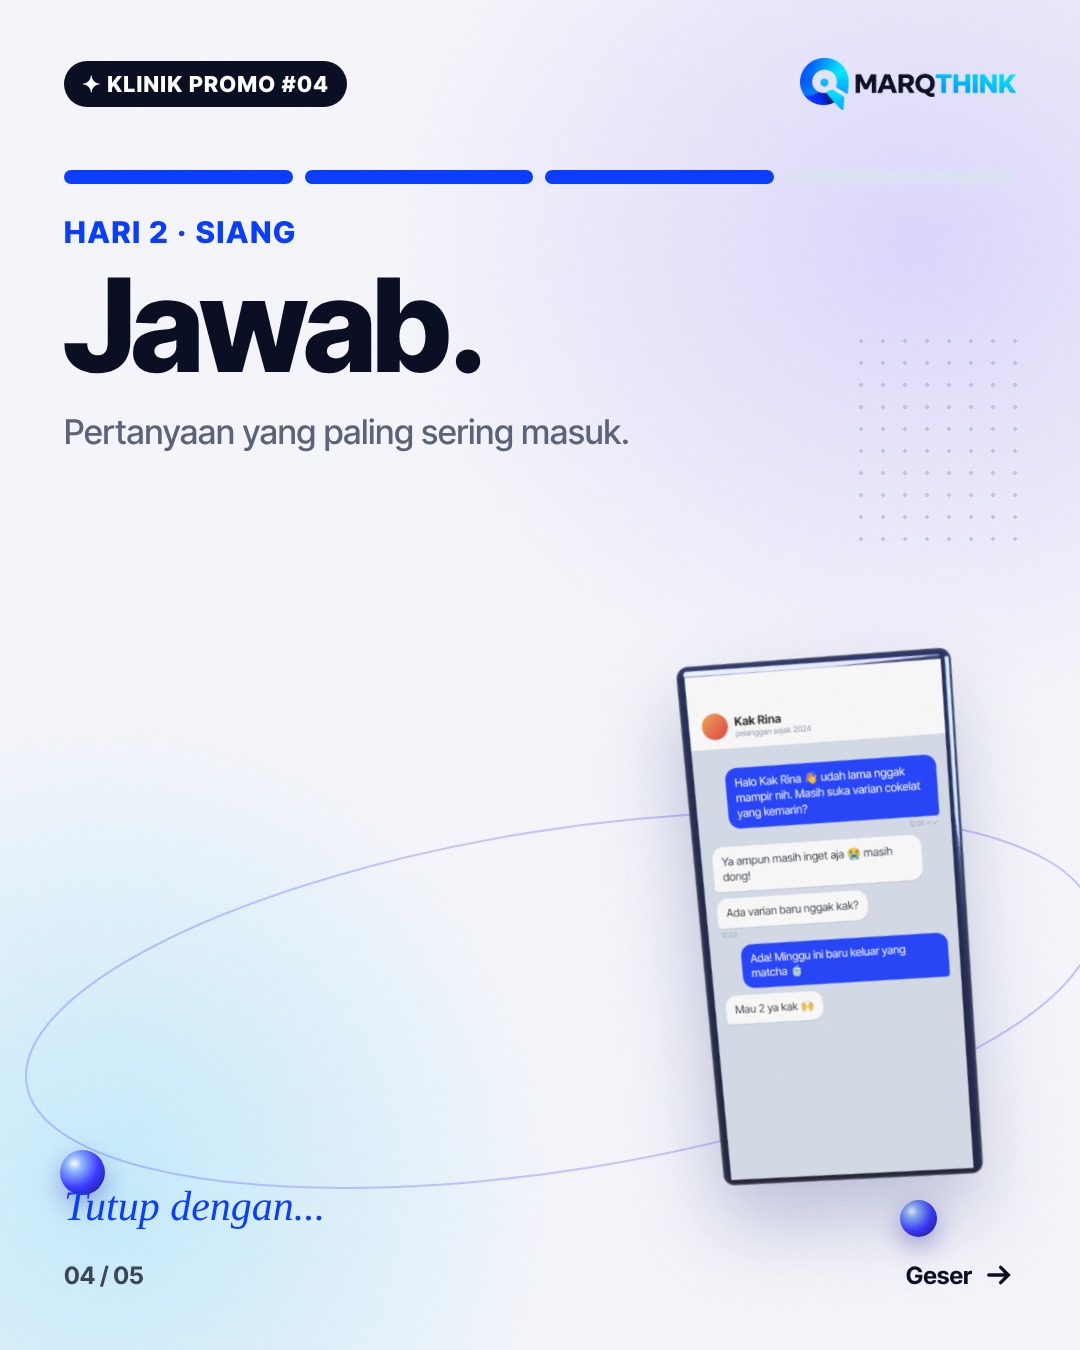 ✦ KLINIK PROMO #04
MARQTHINK
HARI 2 · SIANG
Jawab.
Pertanyaan yang paling sering masuk.
Kak Rina
pelanggan sejak 2024
Halo Kak Rina 👋 udah lama nggak
mampir nih. Masih suka varian cokelat
yang kemarin?
12.01 ✓✓
Ya ampun masih inget aja 😭 masih
dong!
Ada varian baru nggak kak?
Ada! Minggu ini baru keluar yang
matcha 🍵
Mau 2 ya kak 🙌
Tutup dengan...
04 / 05
Geser →